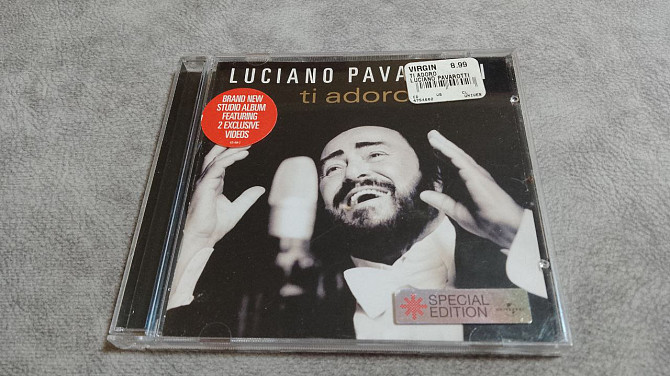 LUCIANO PAVA
ti adoro
VIRGIN 8.99
TI ADORO
LUCIANO PAVAROTTI
BRAND NEW
STUDIO ALBUM
FEATURING
2 EXCLUSIVE
VIDEOS
SPECIAL
EDITION